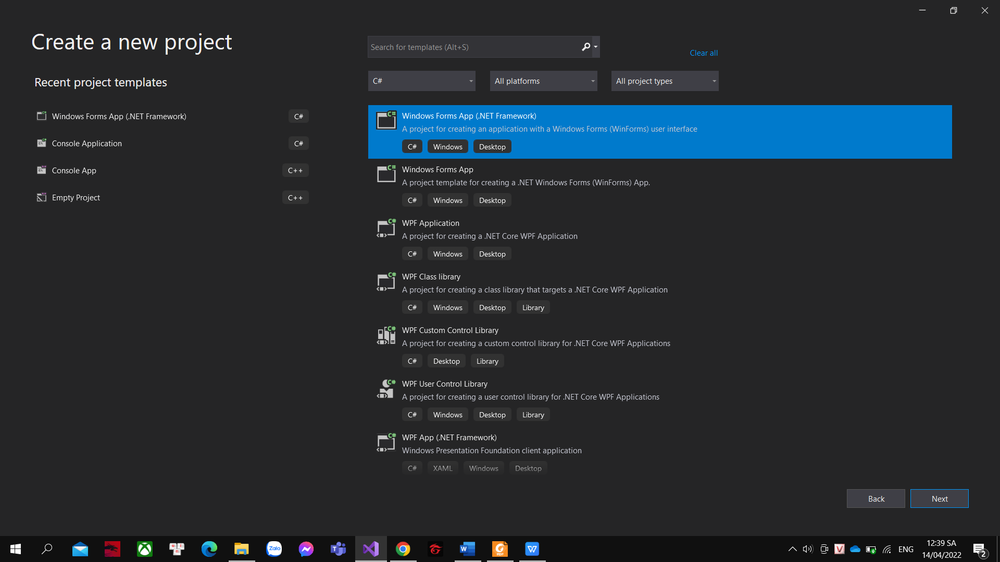 Create a new project
Search for templates (Alt+S)
Clear all
Recent project templates
C#
All platforms
All project types
Windows Forms App (.NET Framework)
C#
Console Application
C#
Console App
C++
Empty Project
C++
Windows Forms App (.NET Framework)
A project for creating an application with a Windows Forms (WinForms) user interface
C# Windows Desktop
Windows Forms App
A project template for creating a .NET Windows Forms (WinForms) App.
C# Windows Desktop
WPF Application
A project for creating a .NET Core WPF Application
C# Windows Desktop
WPF Class library
A project for creating a class library that targets a .NET Core WPF Application
C# Windows Desktop Library
WPF Custom Control Library
A project for creating a custom control library for .NET Core WPF Applications
C# Desktop Library
WPF User Control Library
A project for creating a user control library for .NET Core WPF Applications
C# Windows Desktop Library
WPF App (.NET Framework)
Windows Presentation Foundation client application
C# XAML Windows Desktop
Back
Next
Zalo
ENG
12:39 SA
14/04/2022
2